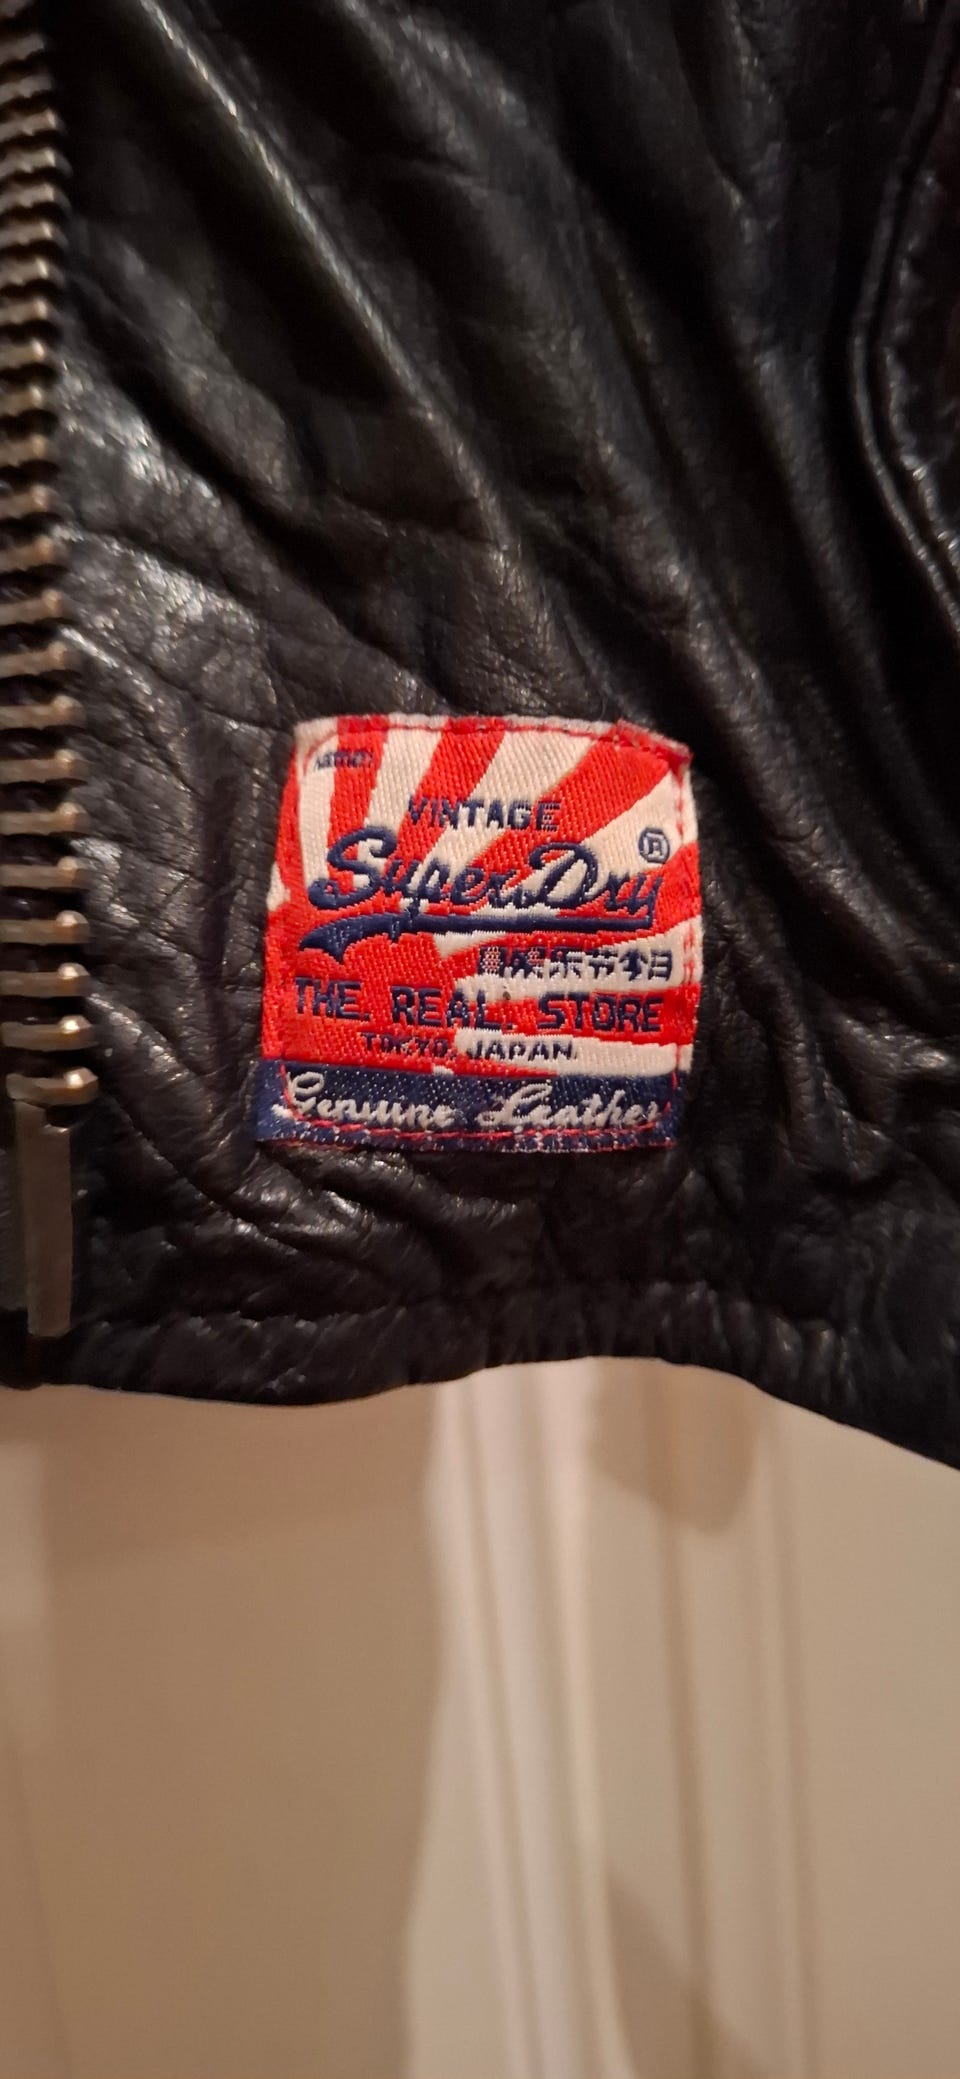 VINTAGE
SuperDry®
THE. REAL. STORE
TOKYO, JAPAN.
Genuine Leather